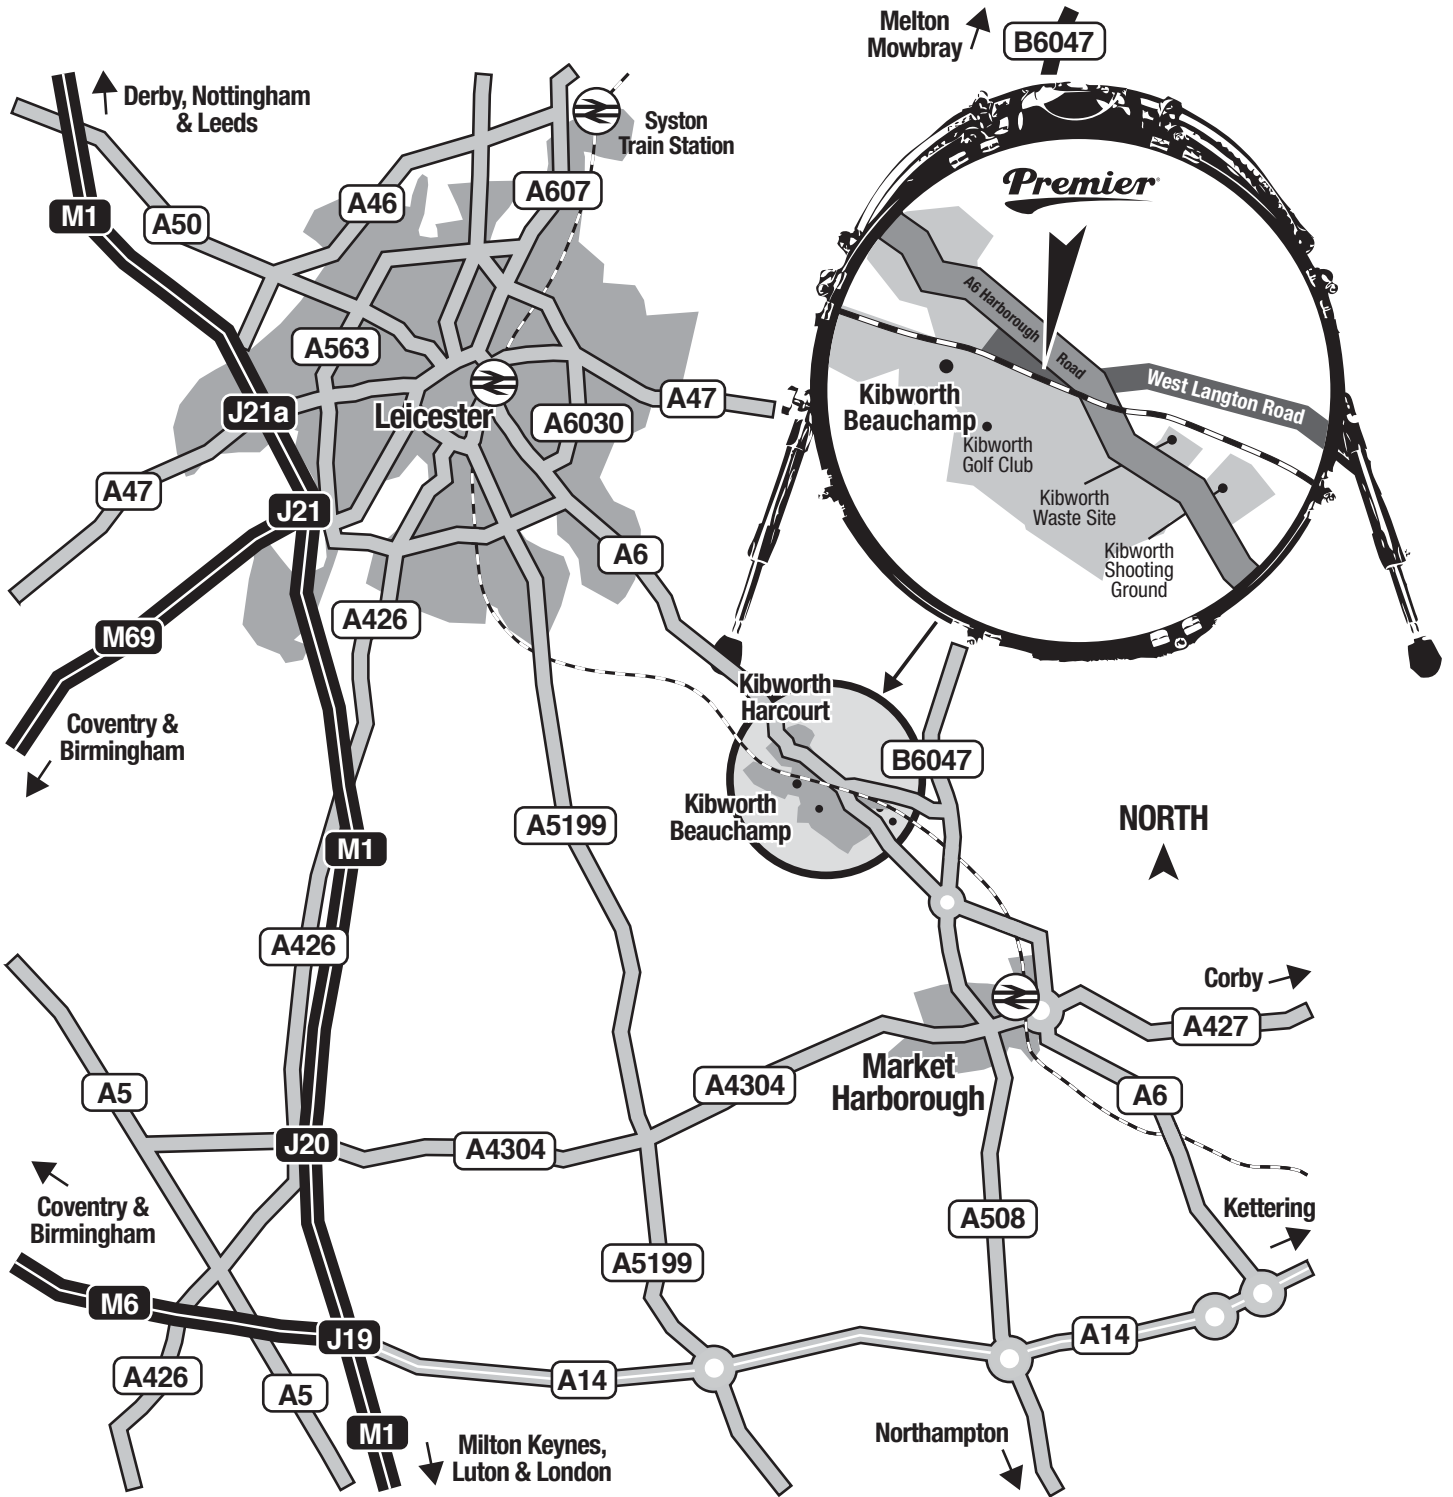 Melton
Mowbray
B6047
Derby, Nottingham
& Leeds
Syston
Train Station
Premier
M1
A50
A46
A607
A6 Harborough
Road
A563
J21a
Leicester
A6030
A47
Kibworth
Beauchamp
West Langton Road
Kibworth
Golf Club
A47
J21
Kibworth
Waste Site
A6
Kibworth
Shooting
Ground
A426
M69
Kibworth
Harcourt
Coventry &
Birmingham
B6047
Kibworth
Beauchamp
A5199
NORTH
M1
A426
Corby
A427
Market
Harborough
A4304
A6
A5
J20
A4304
Coventry &
Birmingham
A508
Kettering
A5199
M6
J19
A14
A426
A5
A14
M1
Milton Keynes,
Luton & London
Northampton